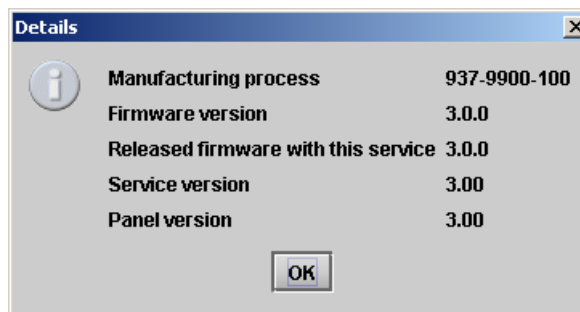 Details
Manufacturing process 937-9900-100
Firmware version 3.0.0
Released firmware with this service 3.0.0
Service version 3.00
Panel version 3.00
OK